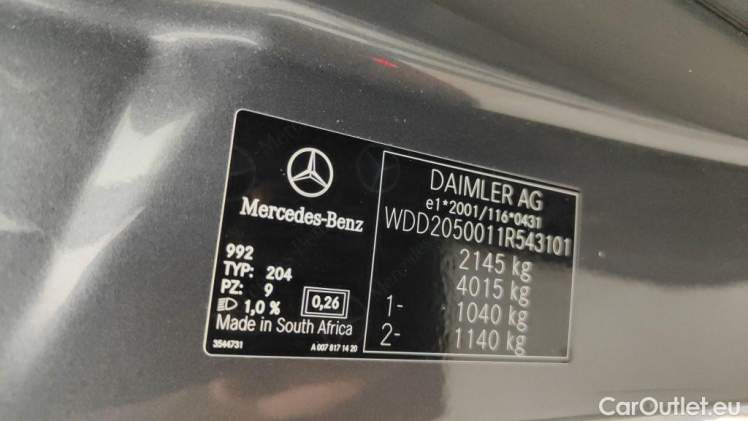 Mercedes-Benz
992
TYP: 204
PZ: 9
1,0 %
0,26
Made in South Africa
3544731
A 007 817 14 20
DAIMLER AG
e1*2001/116*0431
WDD2050011R543101
2145 kg
4015 kg
1- 1040 kg
2- 1140 kg
CarOutlet.eu